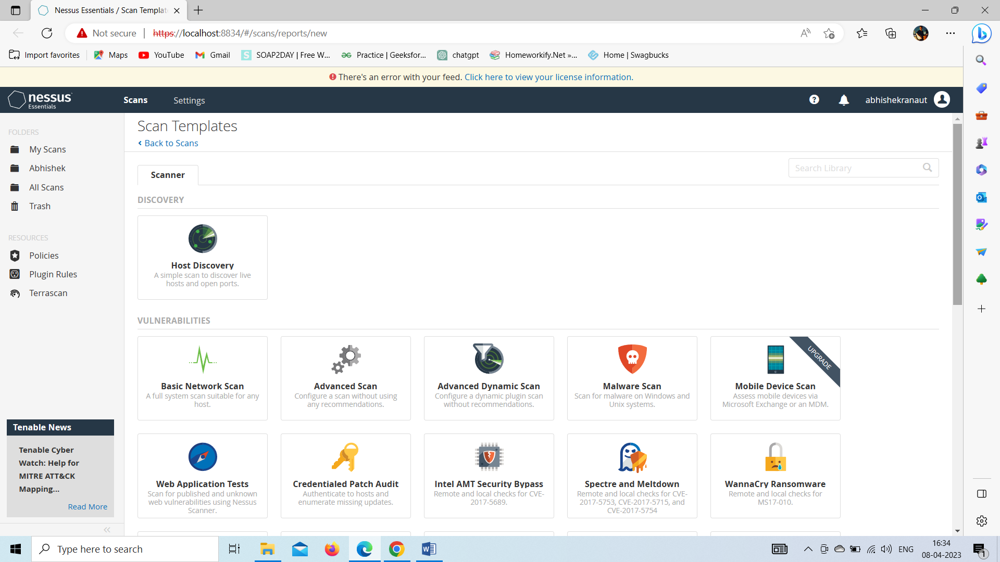 Nessus Essentials / Scan Templat
Not secure
https://localhost:8834/#/scans/reports/new
Import favorites
Maps
YouTube
Gmail
SOAP2DAY | Free W...
Practice | Geeksfor...
chatgpt
Homeworkify.Net »...
Home | Swagbucks
There's an error with your feed. Click here to view your license information.
nessus
Essentials
Scans
Settings
abhishekranaut
FOLDERS
My Scans
Abhishek
All Scans
Trash
RESOURCES
Policies
Plugin Rules
Terrascan
Tenable News
Tenable Cyber
Watch: Help for
MITRE ATT&CK
Mapping...
Read More
Scan Templates
Back to Scans
Scanner
Search Library
DISCOVERY
Host Discovery
A simple scan to discover live
hosts and open ports.
VULNERABILITIES
Basic Network Scan
A full system scan suitable for any
host.
Advanced Scan
Configure a scan without using
any recommendations.
Advanced Dynamic Scan
Configure a dynamic plugin scan
without recommendations.
Malware Scan
Scan for malware on Windows and
Unix systems.
UPGRADE
Mobile Device Scan
Assess mobile devices via
Microsoft Exchange or an MDM.
Web Application Tests
Scan for published and unknown
web vulnerabilities using Nessus
Scanner.
Credentialed Patch Audit
Authenticate to hosts and
enumerate missing updates.
Intel AMT Security Bypass
Remote and local checks for CVE-
2017-5689.
Spectre and Meltdown
Remote and local checks for CVE-
2017-5753, CVE-2017-5715, and
CVE-2017-5754
WannaCry Ransomware
Remote and local checks for
MS17-010.
Type here to search
ENG
16:34
08-04-2023
1